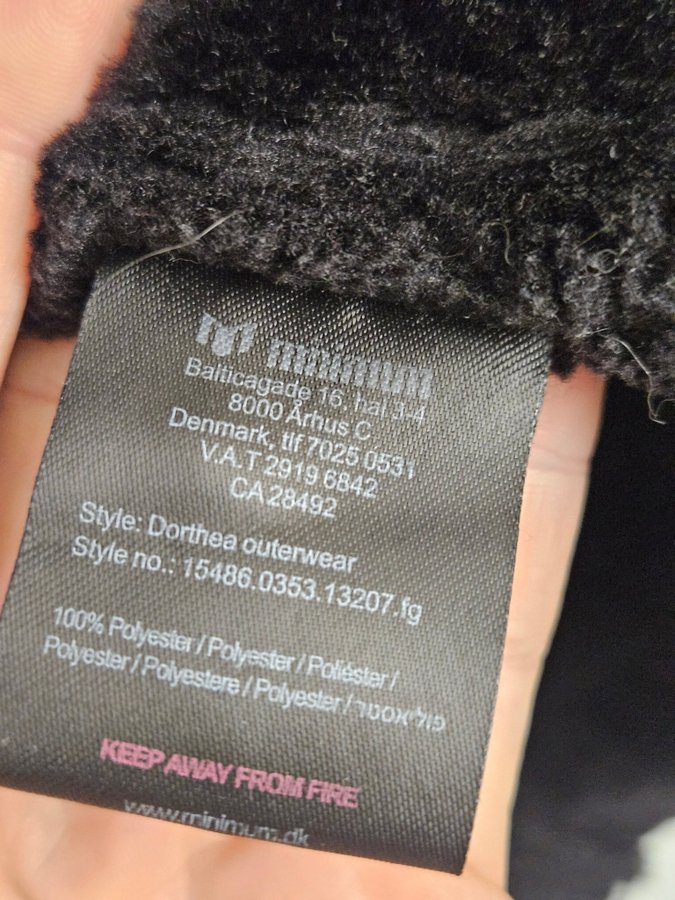 minimum
Balticagade 16, hal 3-4
8000 Århus C
Denmark, tlf 7025 0531
V.A.T 2919 6842
CA 28492
Style: Dorthea outerwear
Style no.: 15486.0353.13207.fg
100% Polyester / Polyester / Poliéster /
Polyester / Polyestere / Polyester / פוליאסטר
KEEP AWAY FROM FIRE
www.minimum.dk